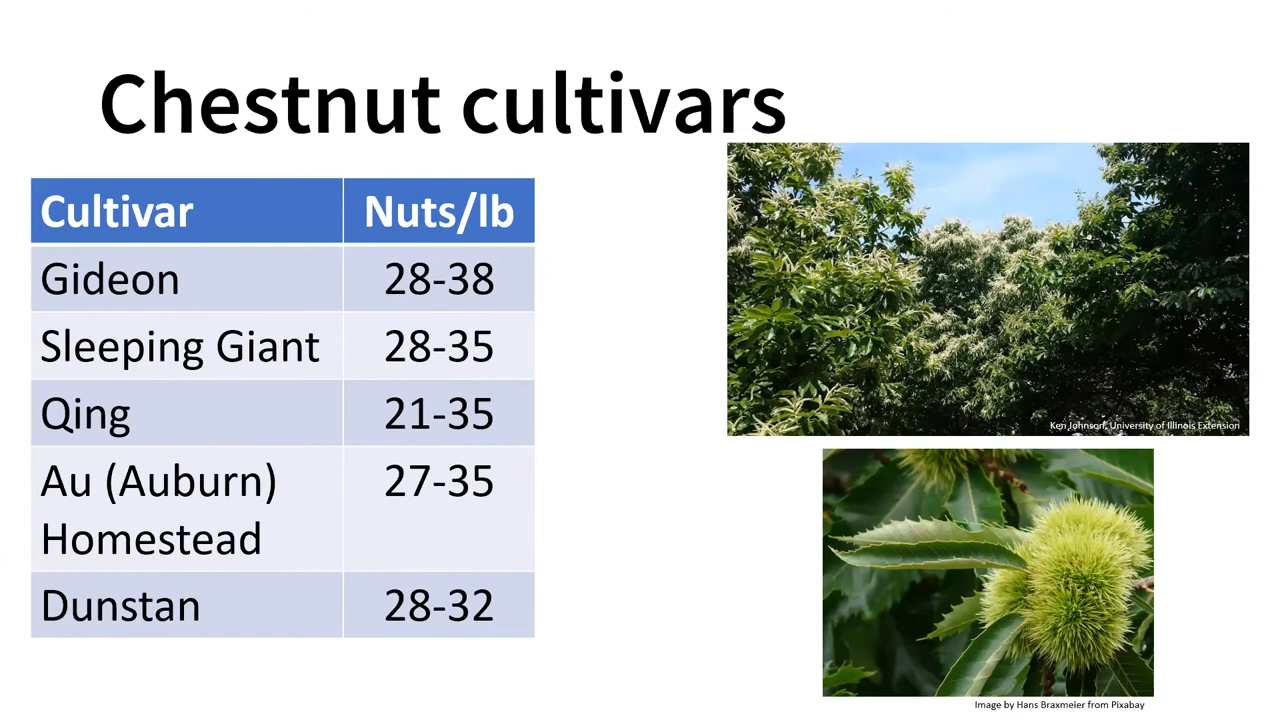 Chestnut cultivars
Cultivar Nuts/lb
Gideon 28-38
Sleeping Giant 28-35
Qing 21-35
Au (Auburn) 27-35
Homestead
Dunstan 28-32
Ken Johnson, University of Illinois Extension
Image by Hans Braxmeier from Pixabay